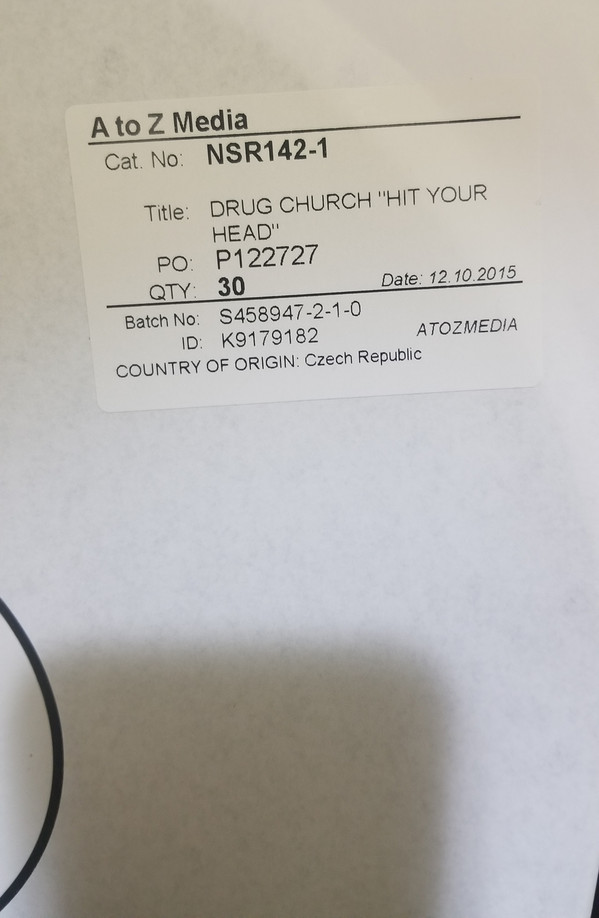 A to Z Media
Cat. No: NSR142-1
Title: DRUG CHURCH "HIT YOUR
HEAD"
PO: P122727
QTY: 30 Date: 12.10.2015
Batch No: S458947-2-1-0
ID: K9179182 ATOZMEDIA
COUNTRY OF ORIGIN: Czech Republic